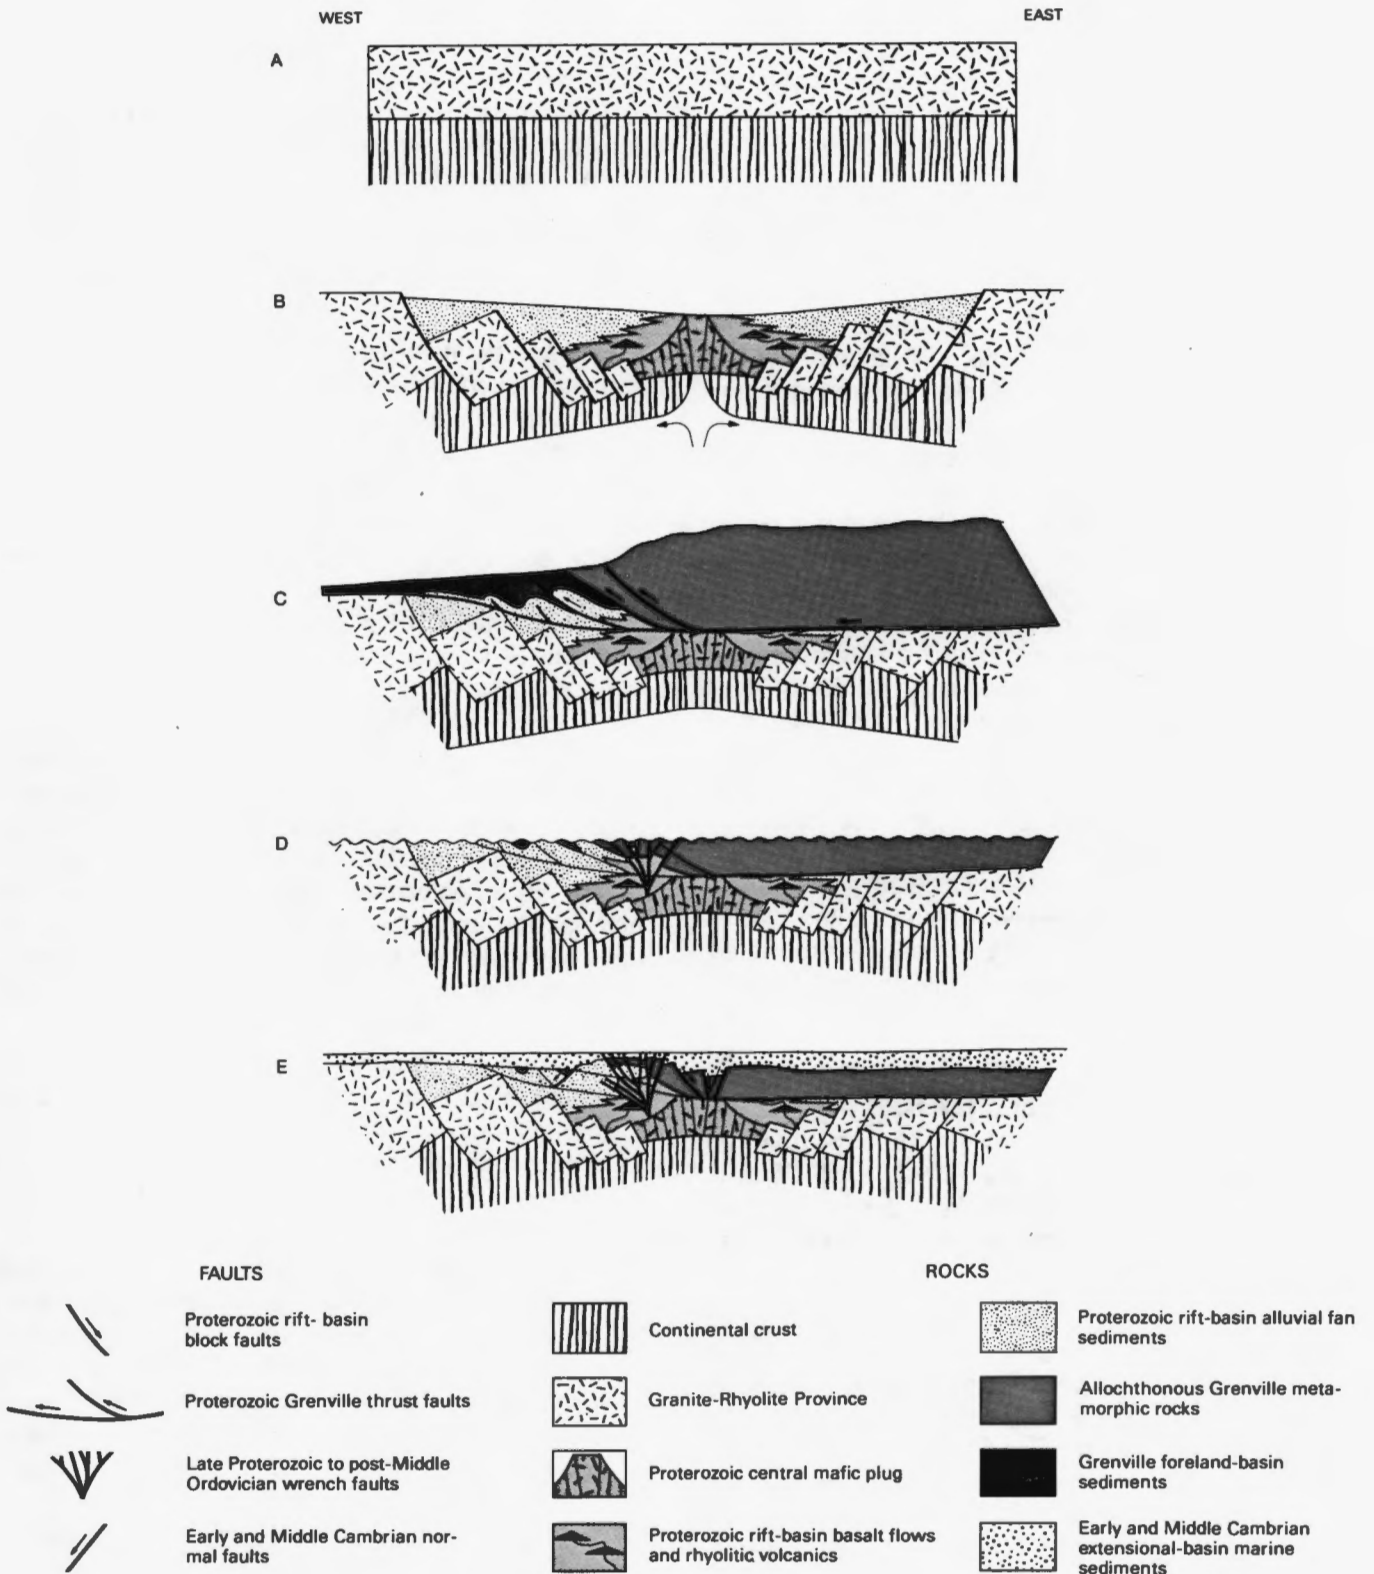 WEST
EAST
A
B
C
D
E
FAULTS
Proterozoic rift- basin
block faults
Proterozoic Grenville thrust faults
Late Proterozoic to post-Middle
Ordovician wrench faults
Early and Middle Cambrian nor-
mal faults
Continental crust
Granite-Rhyolite Province
Proterozoic central mafic plug
Proterozoic rift-basin basalt flows
and rhyolitic volcanics
ROCKS
Proterozoic rift-basin alluvial fan
sediments
Allochthonous Grenville meta-
morphic rocks
Grenville foreland-basin
sediments
Early and Middle Cambrian
extensional-basin marine
sediments